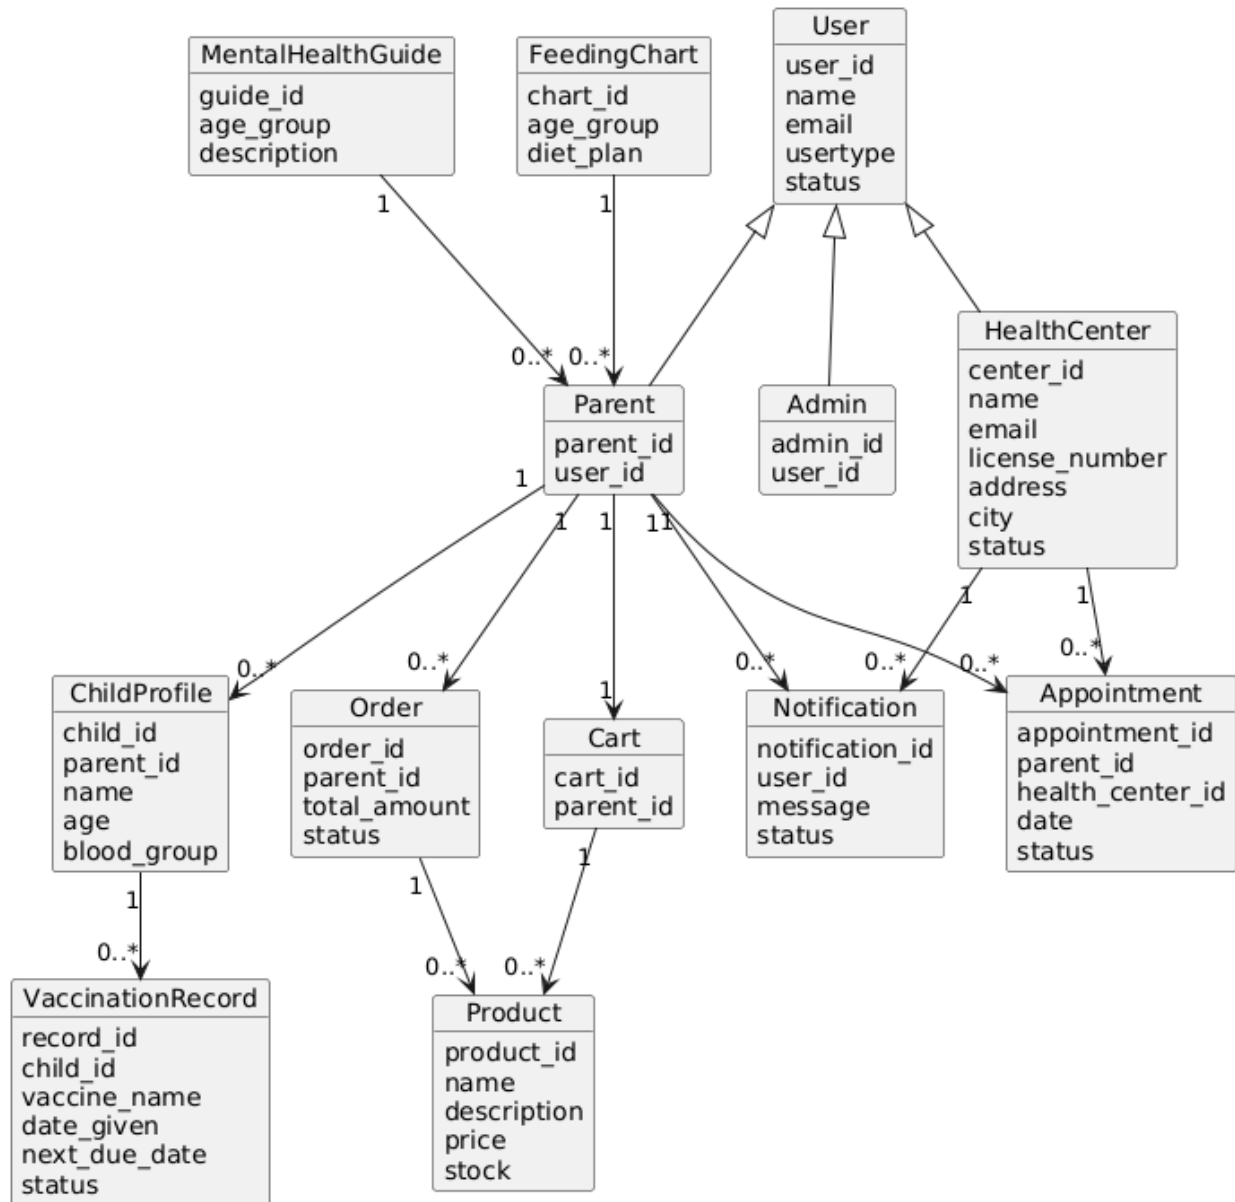 User
user_id
name
email
usertype
status
MentalHealthGuide
guide_id
age_group
description
FeedingChart
chart_id
age_group
diet_plan
1
1
0..*
0..*
HealthCenter
center_id
name
email
license_number
address
city
status
Parent
parent_id
user_id
Admin
admin_id
user_id
1
1
1
1
1
1
1
0..*
0..*
1
0..*
0..*
0..*
0..*
ChildProfile
child_id
parent_id
name
age
blood_group
Order
order_id
parent_id
total_amount
status
Cart
cart_id
parent_id
Notification
notification_id
user_id
message
status
Appointment
appointment_id
parent_id
health_center_id
date
status
1
1
1
0..*
0..*
0..*
VaccinationRecord
record_id
child_id
vaccine_name
date_given
next_due_date
status
Product
product_id
name
description
price
stock